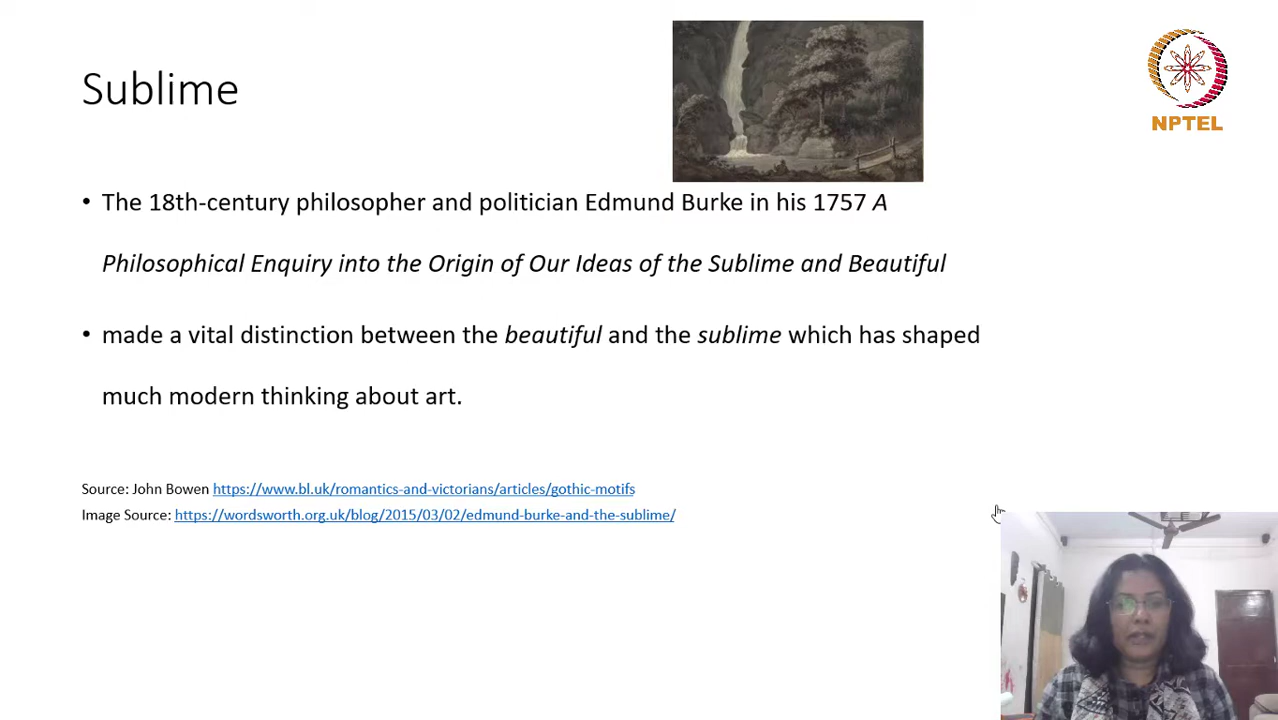 Sublime
NPTEL
• The 18th-century philosopher and politician Edmund Burke in his 1757 A
Philosophical Enquiry into the Origin of Our Ideas of the Sublime and Beautiful
• made a vital distinction between the beautiful and the sublime which has shaped
much modern thinking about art.
Source: John Bowen https://www.bl.uk/romantics-and-victorians/articles/gothic-motifs
Image Source: https://wordsworth.org.uk/blog/2015/03/02/edmund-burke-and-the-sublime/